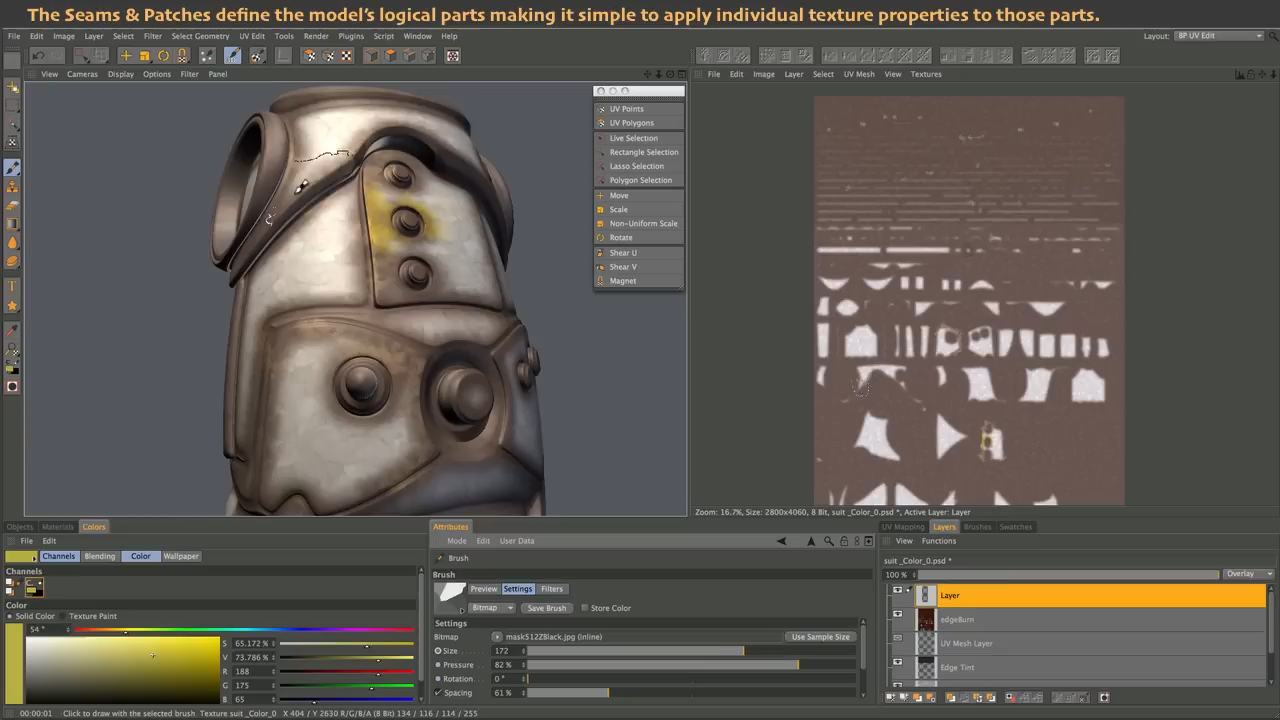 The Seams & Patches define the model's logical parts making it simple to apply individual texture properties to those parts.
File Edit Image Layer Select Filter Select Geometry UV Edit Tools Render Plugins Script Window Help
Layout: BP UV Edit
View Cameras Display Options Filter Panel
File Edit Image Layer Select UV Mesh View Textures
UV Points
UV Polygons
Live Selection
Rectangle Selection
Lasso Selection
Polygon Selection
Move
Scale
Non-Uniform Scale
Rotate
Shear U
Shear V
Magnet
Zoom: 16.7%, Size: 2800x4060, 8 Bit, suit _Color_0.psd *, Active Layer: Layer
Objects Materials Colors
File Edit
Channels Blending Color Wallpaper
Channels
Color
Solid Color Texture Paint
54 °
S 65.172 %
V 73.786 %
R 188
G 175
B 65
Attributes
Mode Edit User Data
Brush
Brush
Preview Settings Filters
Bitmap Save Brush Store Color
Settings
Bitmap mask512ZBlack.jpg (inline) Use Sample Size
Size 172
Pressure 82 %
Rotation 0 °
Spacing 61 %
UV Mapping Layers Brushes Swatches
View Functions
suit _Color_0.psd *
100 % Overlay
Layer
edgeBurn
UV Mesh Layer
Edge Tint
00:00:01 Click to draw with the selected brush Texture suit _Color_0 X 404 / Y 2630 R/G/B/A (8 Bit) 134 / 116 / 114 / 255